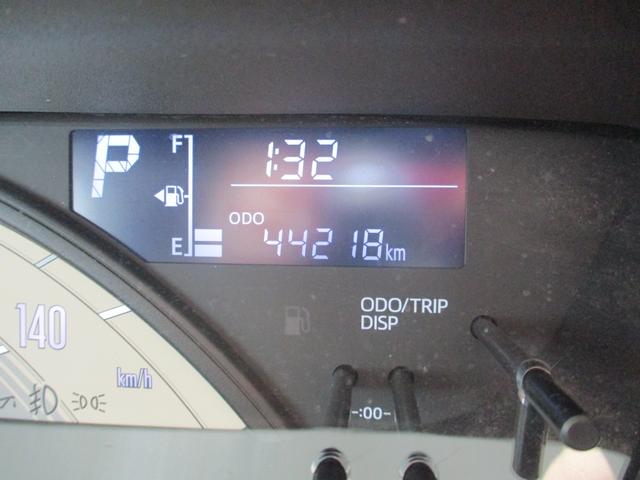 P
F
1:32
E
ODO
44218km
ODO/TRIP
DISP
140
km/h
-:00-